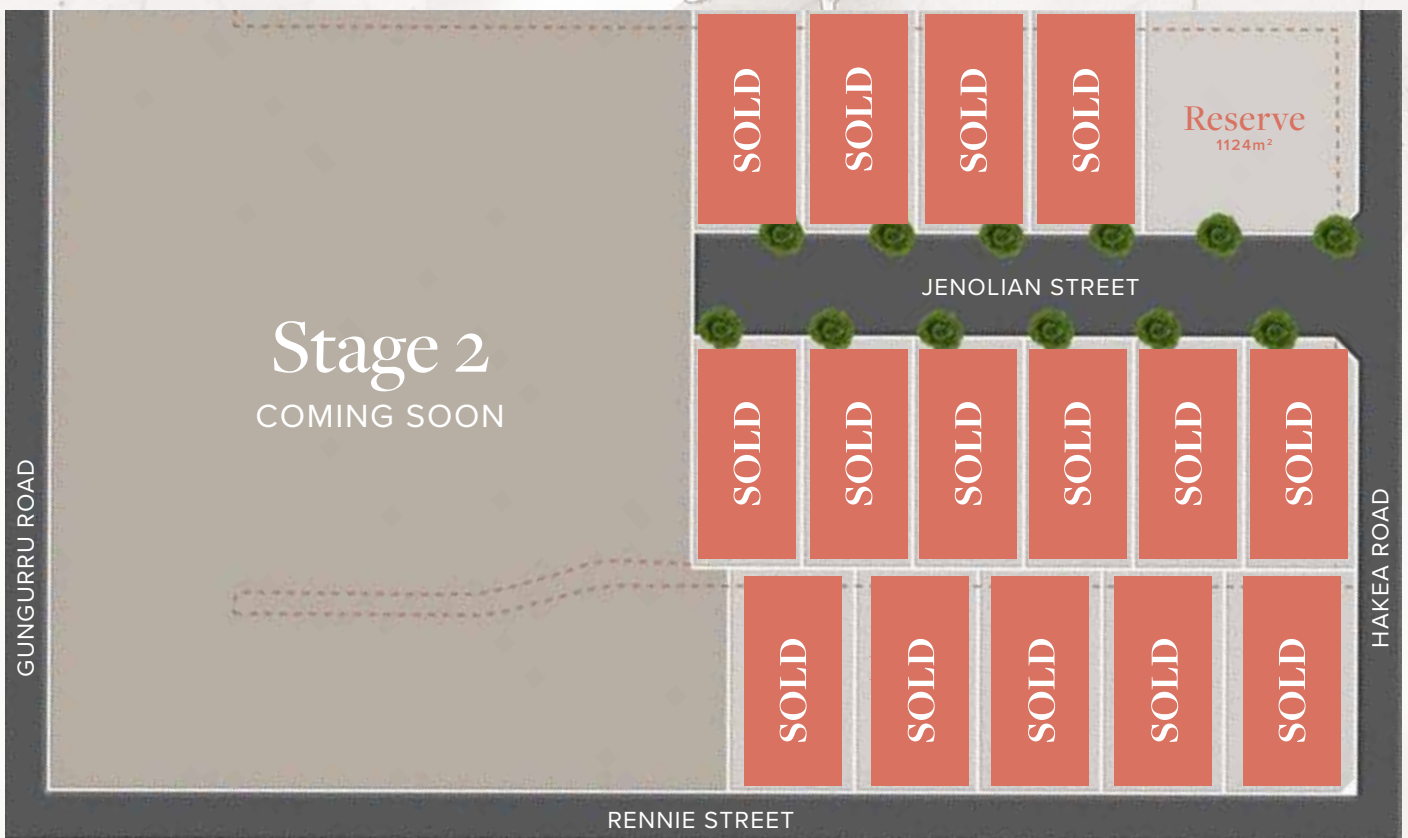 SOLD
SOLD
SOLD
SOLD
Reserve
1124m²
JENOLIAN STREET
Stage 2
COMING SOON
SOLD
SOLD
SOLD
SOLD
SOLD
SOLD
GUNGURRU ROAD
HAKEA ROAD
SOLD
SOLD
SOLD
SOLD
SOLD
RENNIE STREET